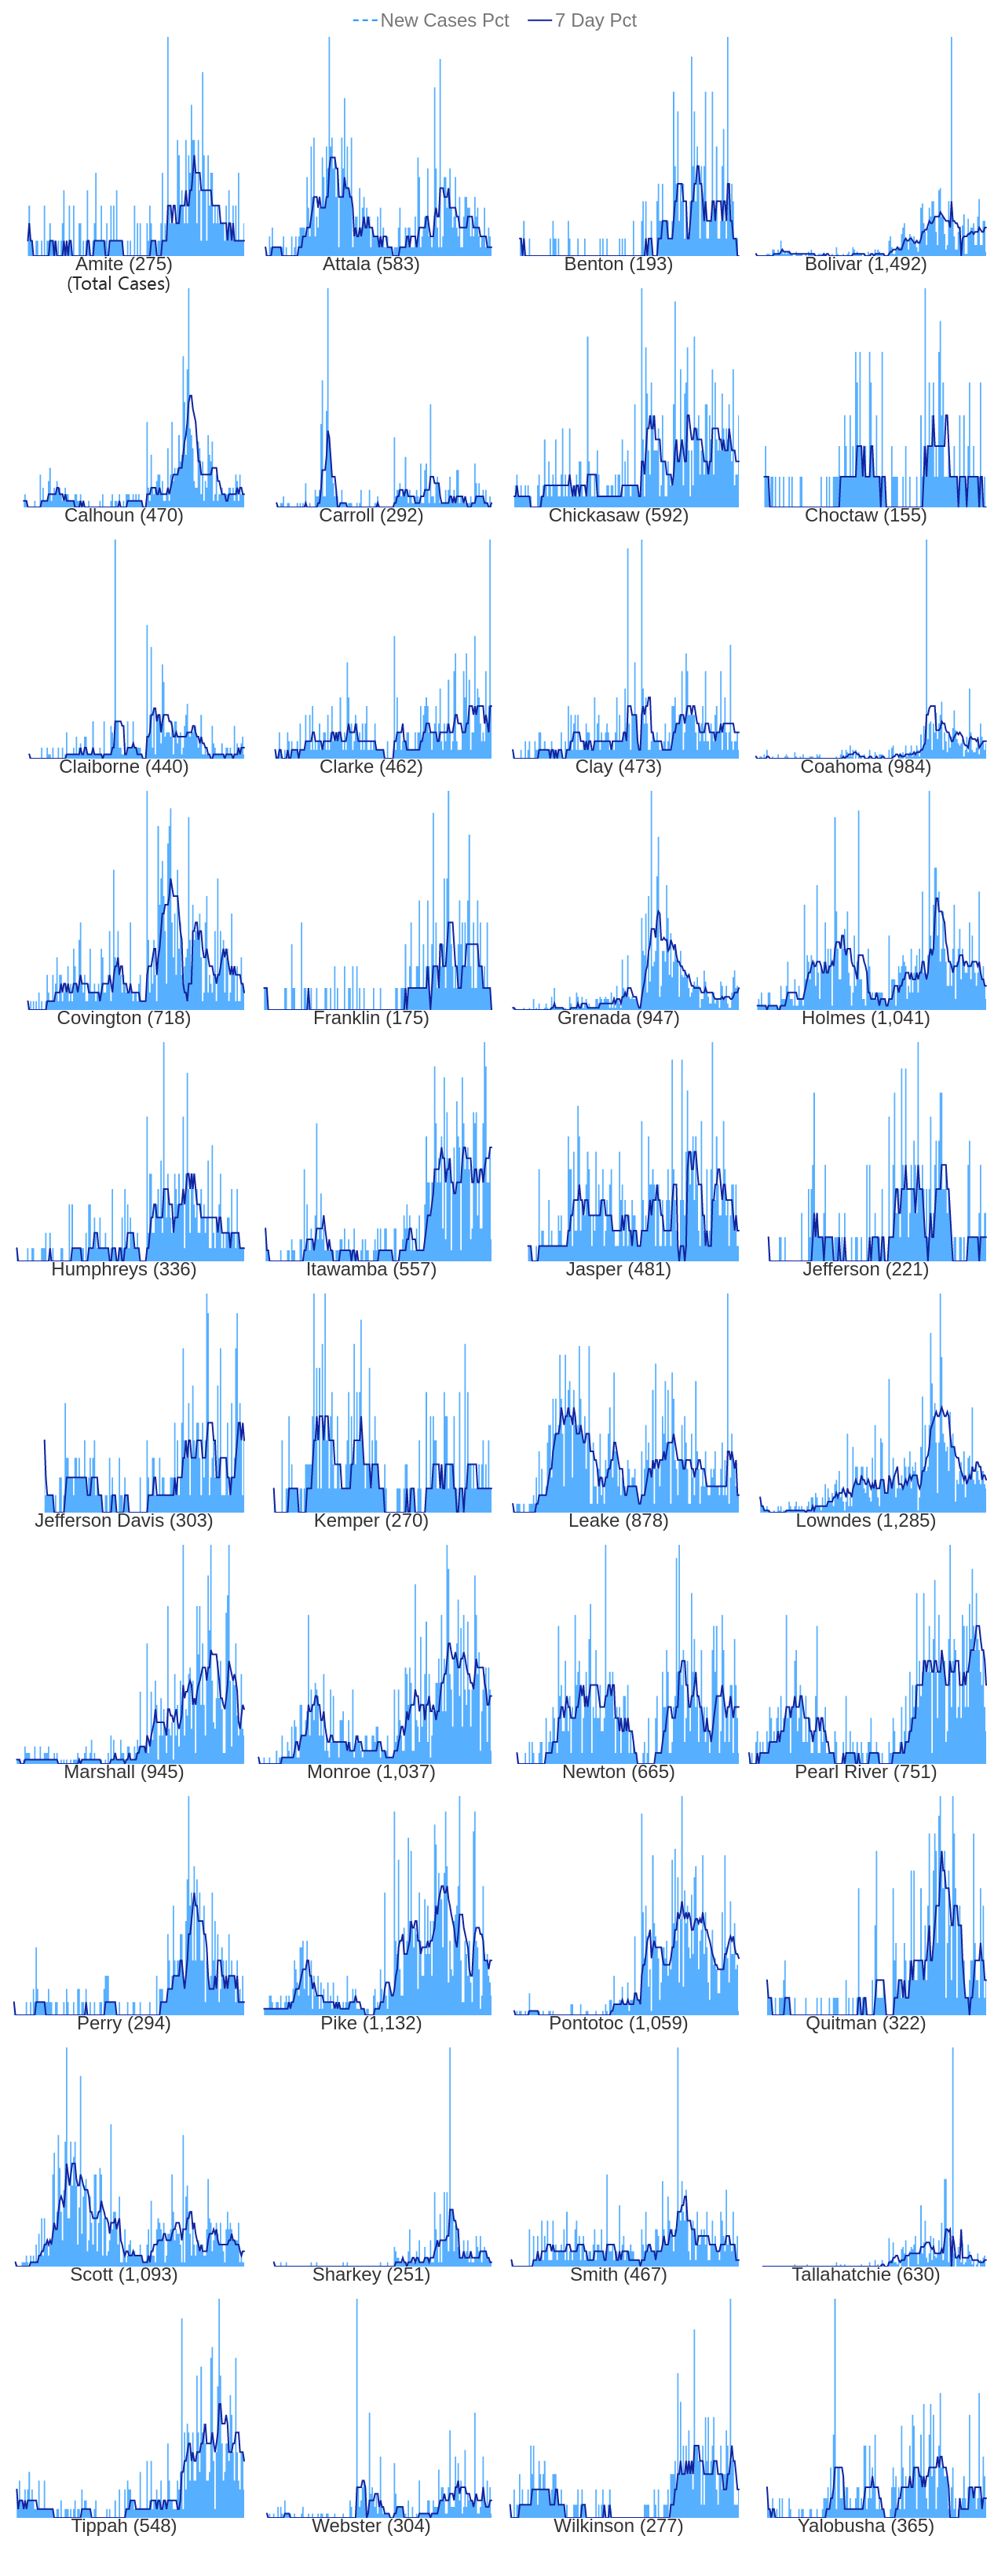 New Cases Pct 7 Day Pct
Amite (275) Attala (583) Benton (193) Bolivar (1,492)
(Total Cases)
Calhoun (470) Carroll (292) Chickasaw (592) Choctaw (155)
Claiborne (440) Clarke (462) Clay (473) Coahoma (984)
Covington (718) Franklin (175) Grenada (947) Holmes (1,041)
Humphreys (336) Itawamba (557) Jasper (481) Jefferson (221)
Jefferson Davis (303) Kemper (270) Leake (878) Lowndes (1,285)
Marshall (945) Monroe (1,037) Newton (665) Pearl River (751)
Perry (294) Pike (1,132) Pontotoc (1,059) Quitman (322)
Scott (1,093) Sharkey (251) Smith (467) Tallahatchie (630)
Tippah (548) Webster (304) Wilkinson (277) Yalobusha (365)